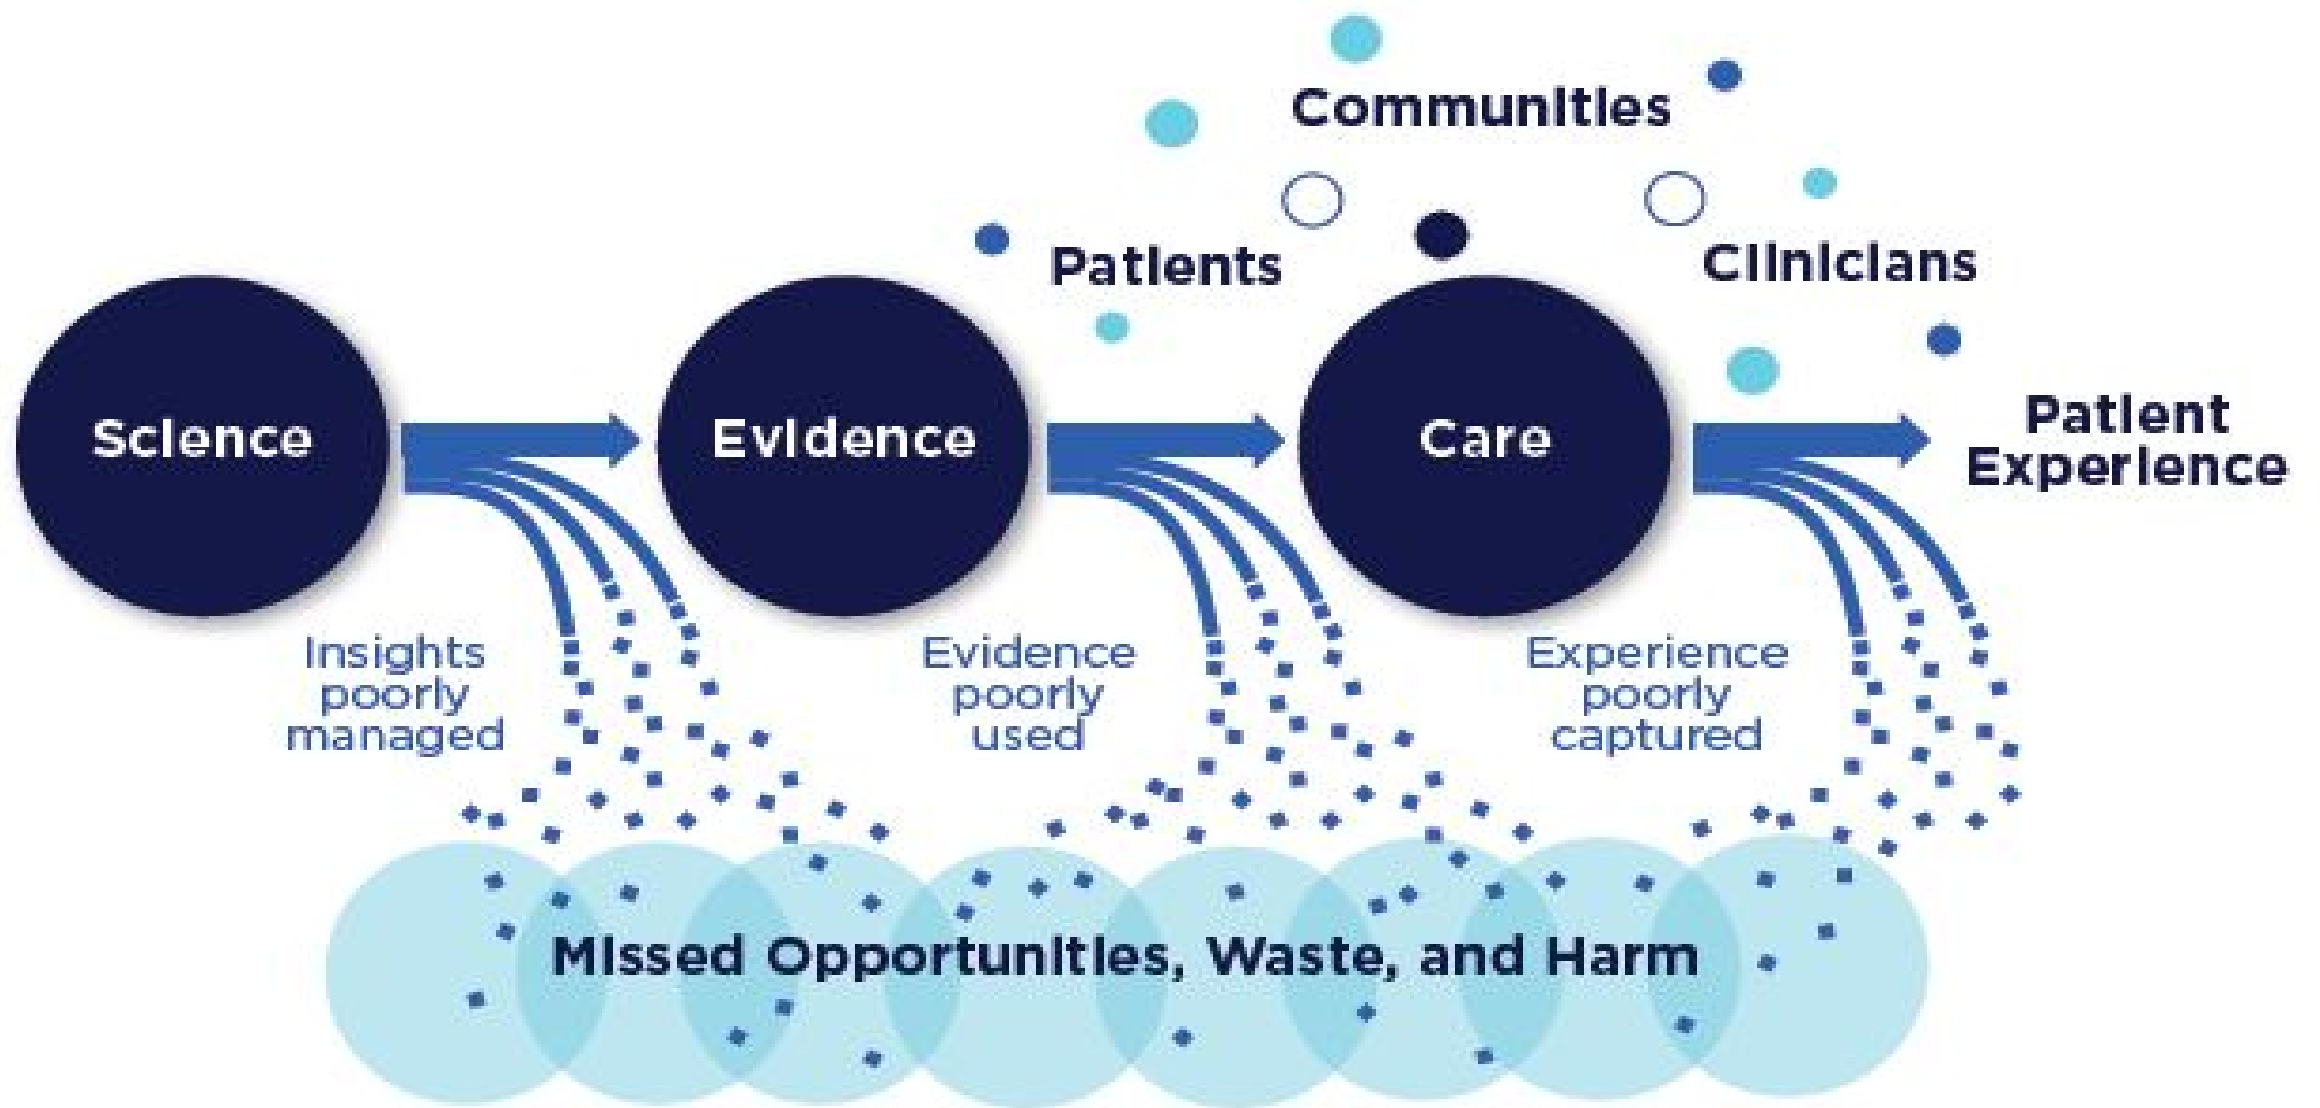 Communities
Patients
Clinicians
Science
Evidence
Care
Patient
Experience
Insights
poorly
managed
Evidence
poorly
used
Experience
poorly
captured
Missed Opportunities, Waste, and Harm